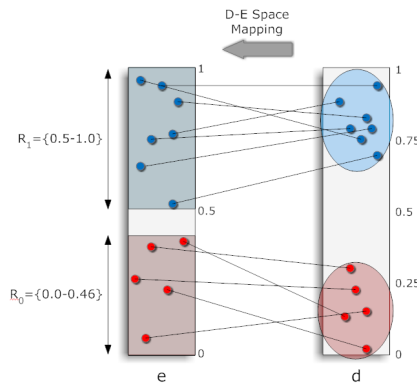 D-E Space
Mapping
1
1
R1={0.5-1.0}
0.75
0.5
0.5
R0={0.0-0.46}
0.25
0
0
e
d